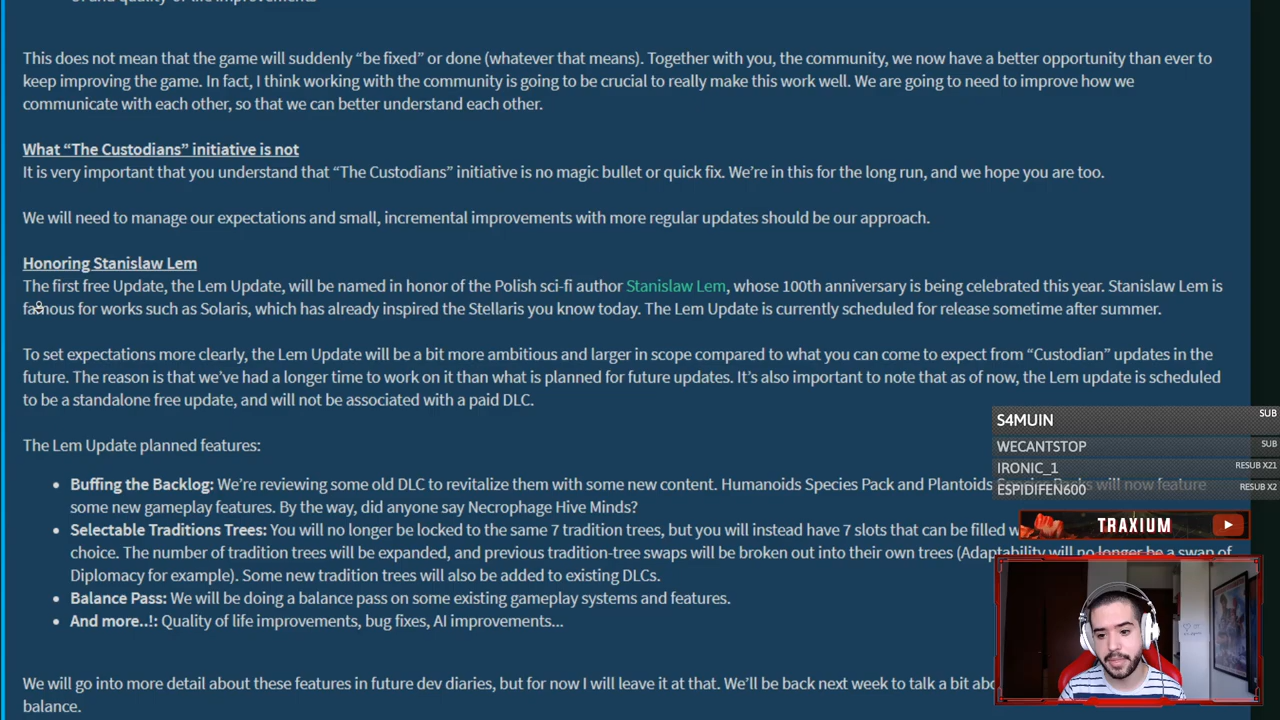 This does not mean that the game will suddenly “be fixed” or done (whatever that means). Together with you, the community, we now have a better opportunity than ever to
keep improving the game. In fact, I think working with the community is going to be crucial to really make this work well. We are going to need to improve how we
communicate with each other, so that we can better understand each other.
What “The Custodians” initiative is not
It is very important that you understand that “The Custodians” initiative is no magic bullet or quick fix. We’re in this for the long run, and we hope you are too.
We will need to manage our expectations and small, incremental improvements with more regular updates should be our approach.
Honoring Stanislaw Lem
The first free Update, the Lem Update, will be named in honor of the Polish sci-fi author Stanislaw Lem, whose 100th anniversary is being celebrated this year. Stanislaw Lem is
famous for works such as Solaris, which has already inspired the Stellaris you know today. The Lem Update is currently scheduled for release sometime after summer.
To set expectations more clearly, the Lem Update will be a bit more ambitious and larger in scope compared to what you can come to expect from “Custodian” updates in the
future. The reason is that we’ve had a longer time to work on it than what is planned for future updates. It’s also important to note that as of now, the Lem update is scheduled
to be a standalone free update, and will not be associated with a paid DLC.
The Lem Update planned features:
• Buffing the Backlog: We’re reviewing some old DLC to revitalize them with some new content. Humanoids Species Pack and Plantoids will now feature
some new gameplay features. By the way, did anyone say Necrophage Hive Minds?
• Selectable Traditions Trees: You will no longer be locked to the same 7 tradition trees, but you will instead have 7 slots that can be filled
choice. The number of tradition trees will be expanded, and previous tradition-tree swaps will be broken out into their own trees (Adaptability will no longer be a swap of
Diplomacy for example). Some new tradition trees will also be added to existing DLCs.
• Balance Pass: We will be doing a balance pass on some existing gameplay systems and features.
• And more..!: Quality of life improvements, bug fixes, AI improvements...
We will go into more detail about these features in future dev diaries, but for now I will leave it at that. We’ll be back next week to talk a bit
balance.
S4MUIN SUB
WECANTSTOP SUB
IRONIC_1 RESUB X21
ESPIDIFEN600 RESUB X2
TRAXIUM